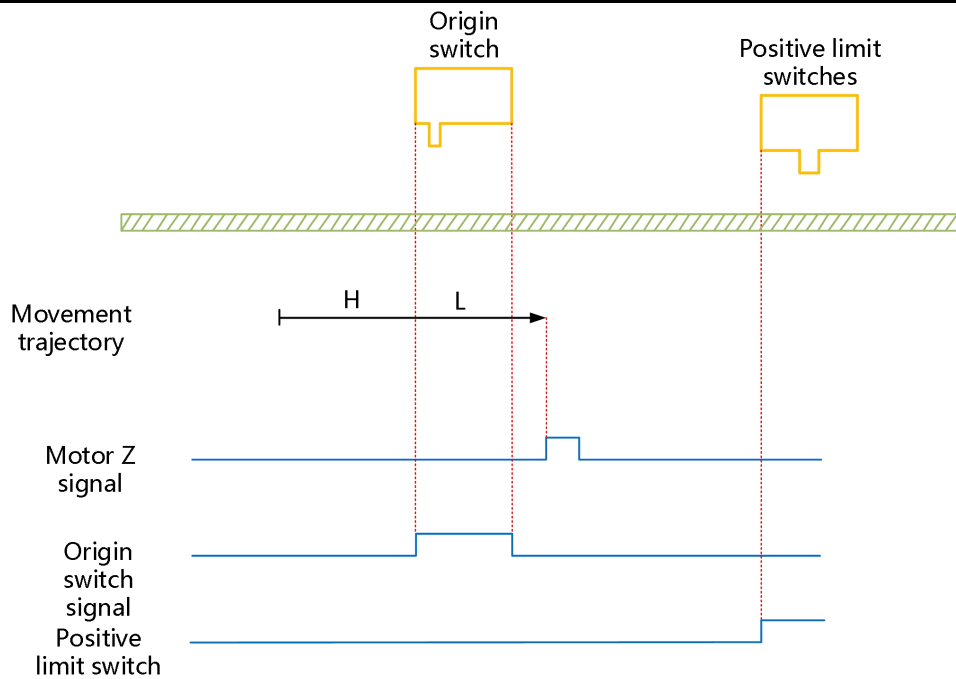 Origin
switch
Positive limit
switches
H
L
Movement
trajectory
Motor Z
signal
Origin
switch
signal
Positive
limit switch